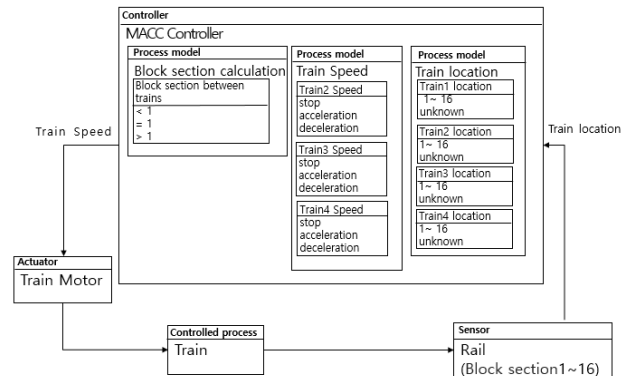 Controller
MACC Controller
Process model
Block section calculation
Block section between
trains
< 1
= 1
> 1
Process model
Train Speed
Train2 Speed
stop
acceleration
deceleration
Train3 Speed
stop
acceleration
deceleration
Train4 Speed
stop
acceleration
deceleration
Process model
Train location
Train1 location
1~ 16
unknown
Train2 location
1~ 16
unknown
Train3 location
1~ 16
unknown
Train4 location
1~ 16
unknown
Train Speed
Train location
Actuator
Train Motor
Controlled process
Train
Sensor
Rail
(Block section1~16)